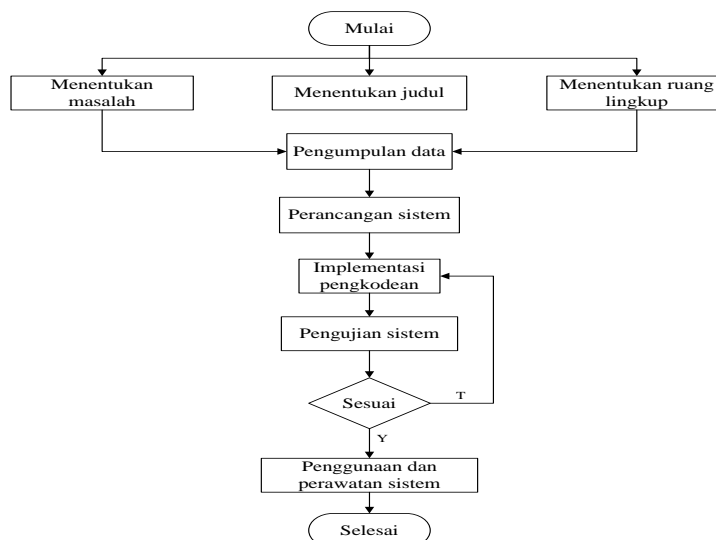 Mulai
Menentukan
masalah
Menentukan judul
Menentukan ruang
lingkup
Pengumpulan data
Perancangan sistem
Implementasi
pengkodean
Pengujian sistem
Sesuai
T
Y
Penggunaan dan
perawatan sistem
Selesai